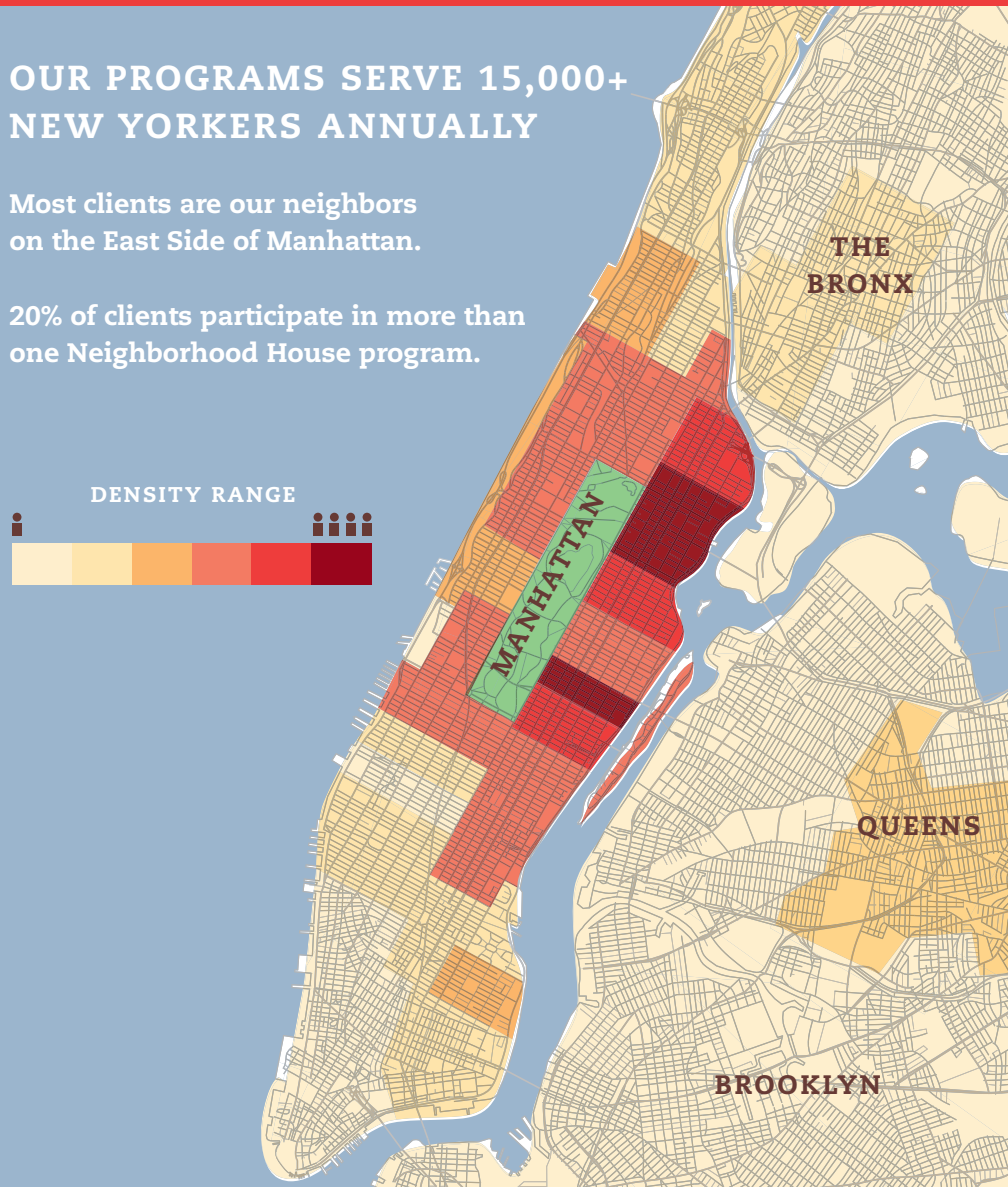 OUR PROGRAMS SERVE 15,000+
NEW YORKERS ANNUALLY
Most clients are our neighbors
on the East Side of Manhattan.
20% of clients participate in more than
one Neighborhood House program.
DENSITY RANGE
THE
BRONX
MANHATTAN
QUEENS
BROOKLYN